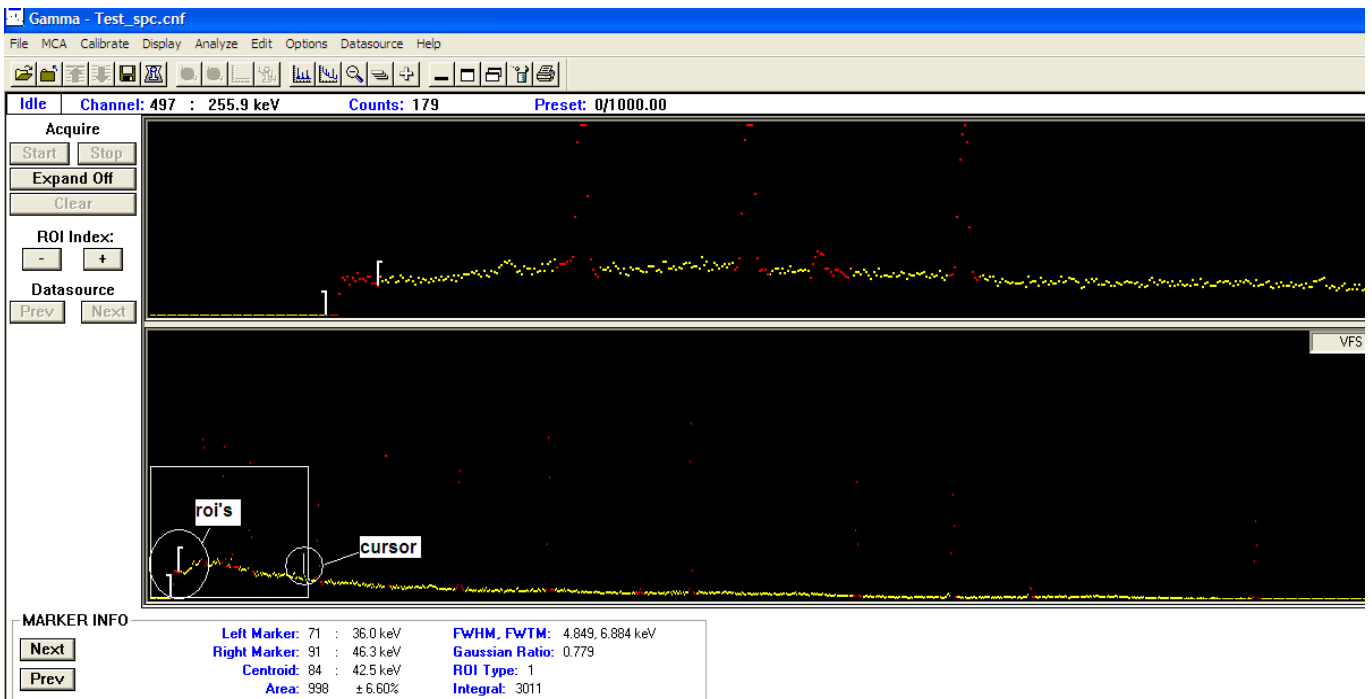 Gamma - Test_spc.cnf
File MCA Calibrate Display Analyze Edit Options Datasource Help
Idle Channel: 497 : 255.9 keV Counts: 179 Preset: 0/1000.00
Acquire
Start Stop
Expand Off
Clear
ROI Index:
- +
Datasource
Prev Next
VFS
roi's
cursor
MARKER INFO
Next
Prev
Left Marker: 71 : 36.0 keV FWHM, FWTM: 4.849, 6.884 keV
Right Marker: 91 : 46.3 keV Gaussian Ratio: 0.779
Centroid: 84 : 42.5 keV ROI Type: 1
Area: 998 ± 6.60% Integral: 3011